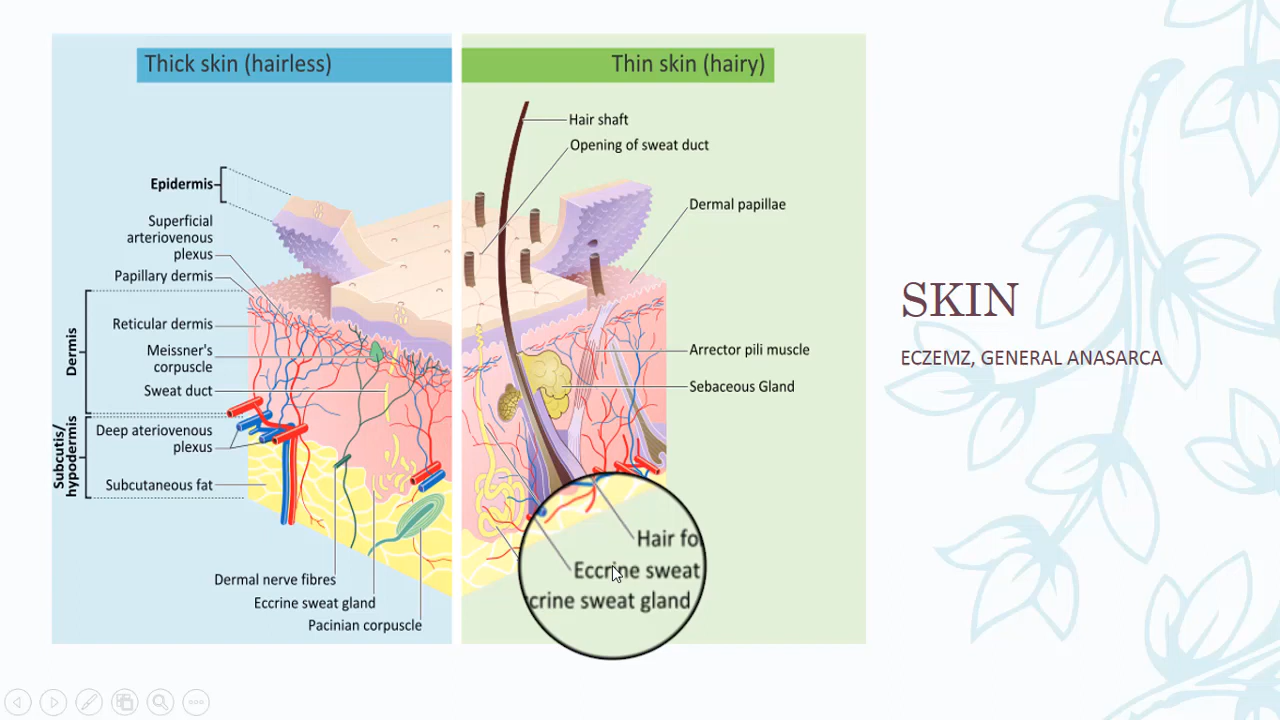 Thick skin (hairless)
Epidermis
Superficial
arteriovenous
plexus
Papillary dermis
Dermis
Reticular dermis
Meissner's
corpuscle
Sweat duct
Subcutis/
hypodermis
Deep ateriovenous
plexus
Subcutaneous fat
Dermal nerve fibres
Eccrine sweat gland
Pacinian corpuscle
Thin skin (hairy)
Hair shaft
Opening of sweat duct
Dermal papillae
Arrector pili muscle
Sebaceous Gland
Hair fo
Eccrine sweat
crine sweat gland
SKIN
ECZEMZ, GENERAL ANASARCA